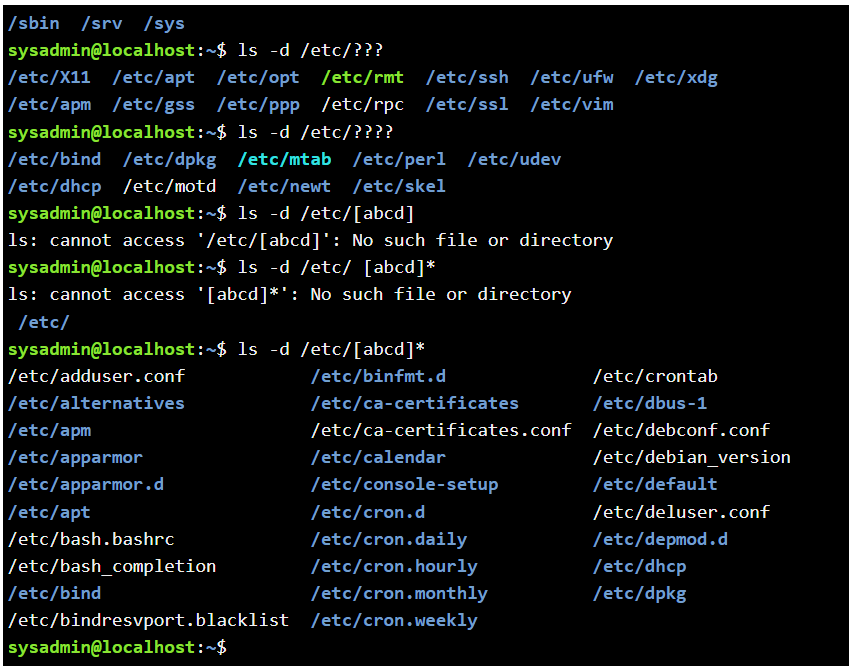 /sbin  /srv  /sys
sysadmin@localhost:~$ ls -d /etc/???
/etc/X11  /etc/apt  /etc/opt  /etc/rmt  /etc/ssh  /etc/ufw  /etc/xdg
/etc/apm  /etc/gss  /etc/ppp  /etc/rpc  /etc/ssl  /etc/vim
sysadmin@localhost:~$ ls -d /etc/????
/etc/bind  /etc/dpkg  /etc/mtab  /etc/perl  /etc/udev
/etc/dhcp  /etc/motd  /etc/newt  /etc/skel
sysadmin@localhost:~$ ls -d /etc/[abcd]
ls: cannot access '/etc/[abcd]': No such file or directory
sysadmin@localhost:~$ ls -d /etc/ [abcd]*
ls: cannot access '[abcd]*': No such file or directory
 /etc/
sysadmin@localhost:~$ ls -d /etc/[abcd]*
/etc/adduser.conf            /etc/binfmt.d              /etc/crontab
/etc/alternatives            /etc/ca-certificates       /etc/dbus-1
/etc/apm                     /etc/ca-certificates.conf  /etc/debconf.conf
/etc/apparmor                /etc/calendar              /etc/debian_version
/etc/apparmor.d              /etc/console-setup         /etc/default
/etc/apt                     /etc/cron.d                /etc/deluser.conf
/etc/bash.bashrc             /etc/cron.daily            /etc/depmod.d
/etc/bash_completion         /etc/cron.hourly           /etc/dhcp
/etc/bind                    /etc/cron.monthly          /etc/dpkg
/etc/bindresvport.blacklist  /etc/cron.weekly
sysadmin@localhost:~$